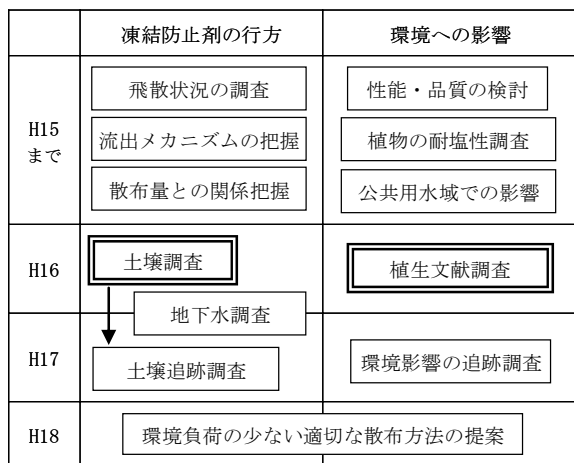 凍結防止剤の行方
環境への影響
H15
まで
飛散状況の調査
流出メカニズムの把握
散布量との関係把握
性能・品質の検討
植物の耐塩性調査
公共用水域での影響
H16
土壌調査
植生文献調査
地下水調査
H17
土壌追跡調査
環境影響の追跡調査
H18
環境負荷の少ない適切な散布方法の提案